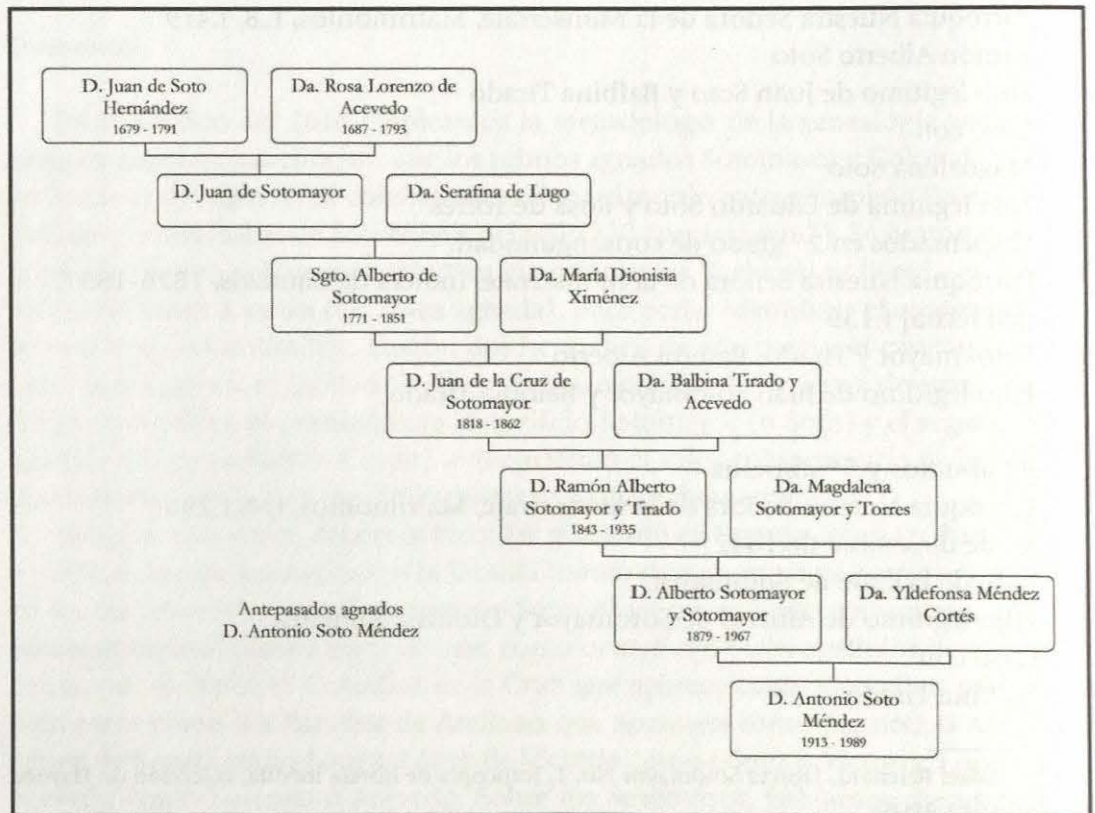 D. Juan de Soto
Hernández
1679 - 1791
Da. Rosa Lorenzo de
Acevedo
1687 - 1793
D. Juan de Sotomayor
Da. Serafina de Lugo
Sgto. Alberto de
Sotomayor
1771 - 1851
Da. María Dionisia
Ximénez
D. Juan de la Cruz de
Sotomayor
1818 - 1862
Da. Balbina Tirado y
Acevedo
D. Ramón Alberto
Sotomayor y Tirado
1843 - 1935
Da. Magdalena
Sotomayor y Torres
D. Alberto Sotomayor
y Sotomayor
1879 - 1967
Da. Yldefonsa Méndez
Cortés
Antepasados agnados
D. Antonio Soto Méndez
D. Antonio Soto
Méndez
1913 - 1989